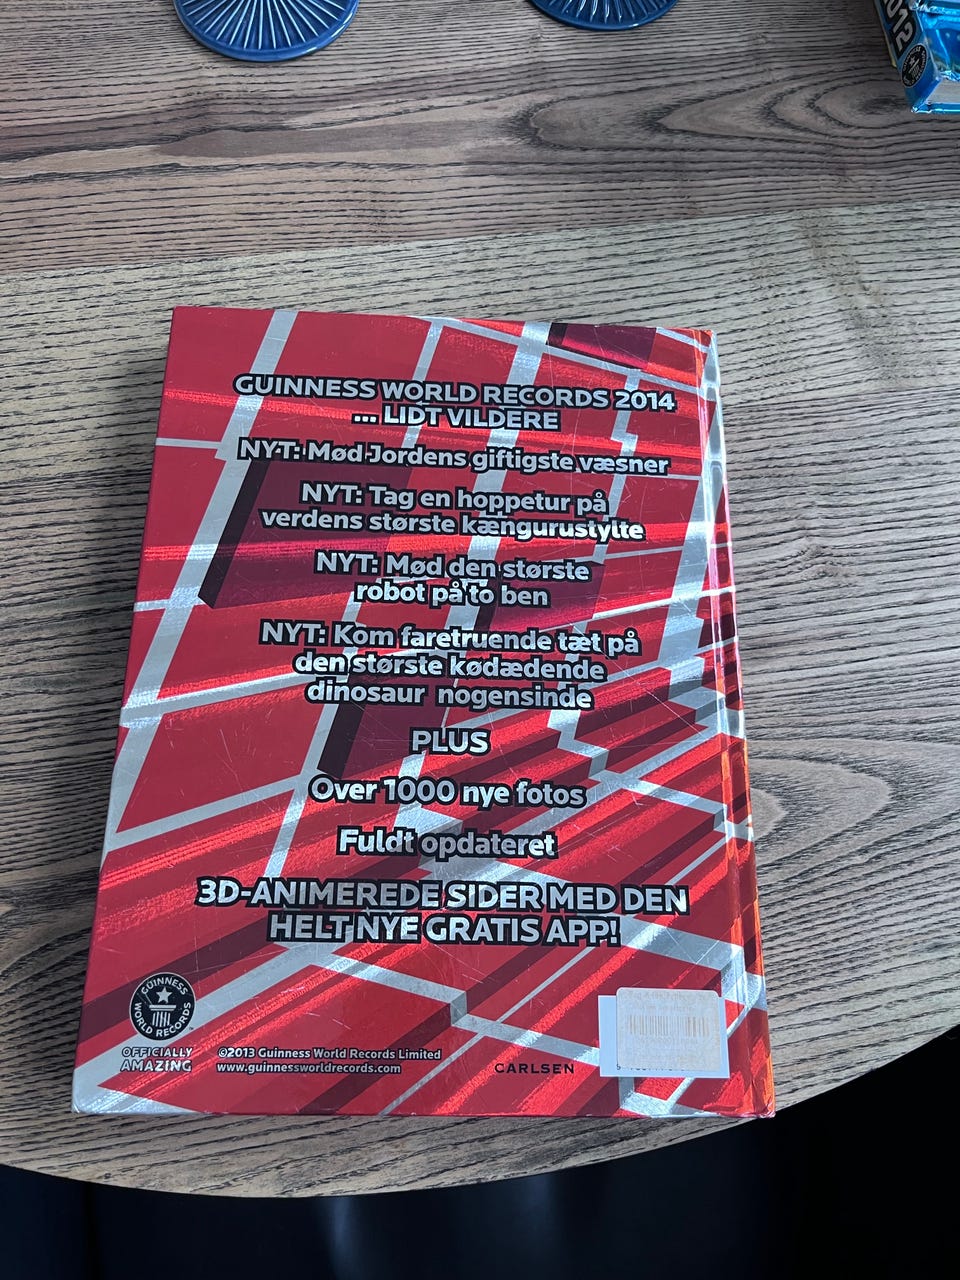 2012
GUINNESS WORLD RECORDS 2014
... LIDT VILDERE
NYT: Mød Jordens giftigste væsner
NYT: Tag en hoppetur på
verdens største kængurustylte
NYT: Mød den største
robot på to ben
NYT: Kom faretruende tæt på
den største kødædende
dinosaur nogensinde
PLUS
Over 1000 nye fotos
Fuldt opdateret
3D-ANIMEREDE SIDER MED DEN
HELT NYE GRATIS APP!
GUINNESS
WORLD RECORDS
OFFICIALLY
AMAZING
©2013 Guinness World Records Limited
www.guinnessworldrecords.com
CARLSEN